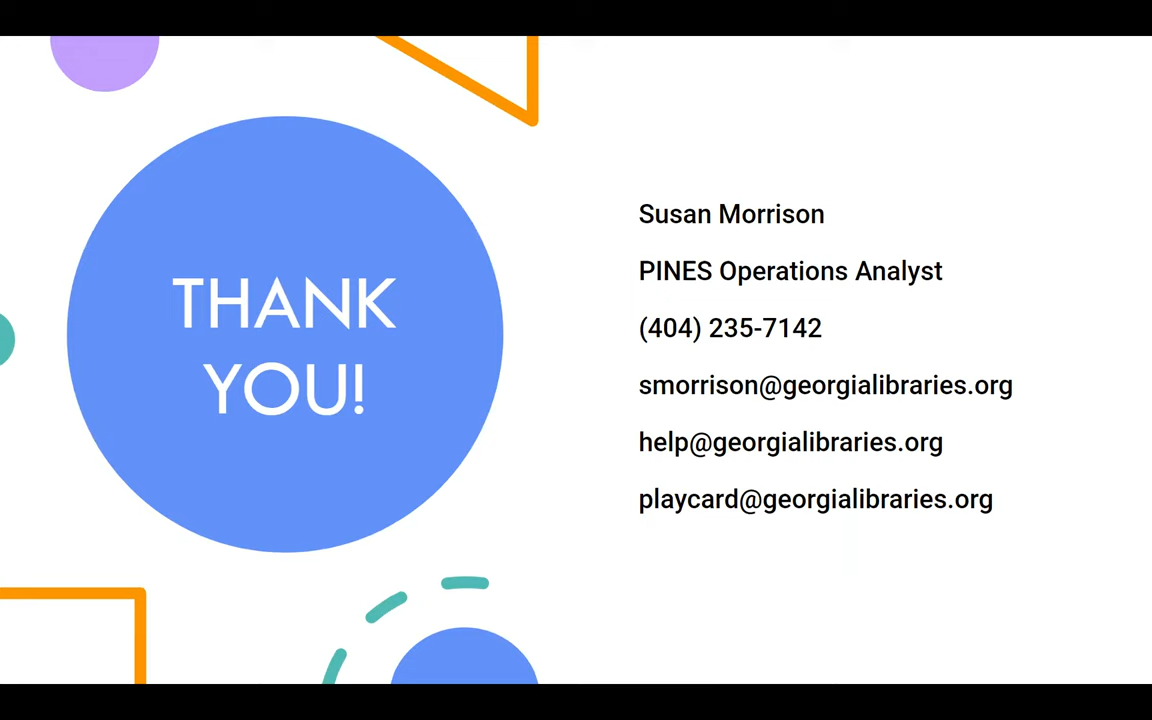 THANK
YOU!
Susan Morrison
PINES Operations Analyst
(404) 235-7142
smorrison@georgialibraries.org
help@georgialibraries.org
playcard@georgialibraries.org